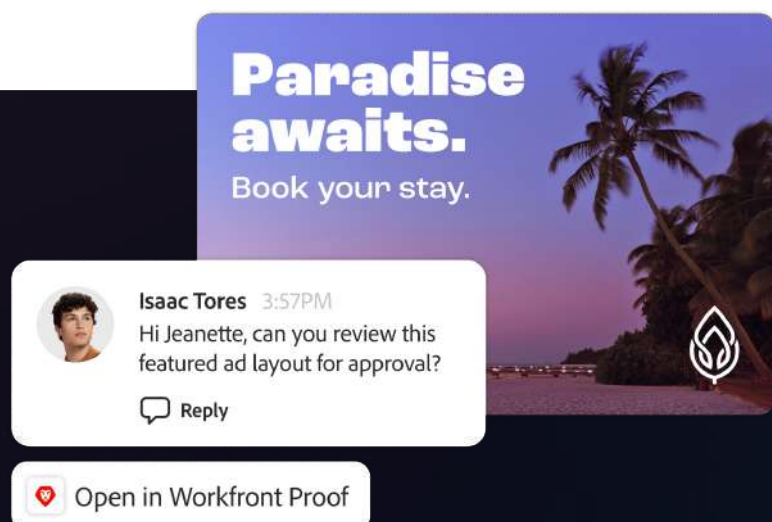 Paradise
awaits.
Book your stay.
Isaac Tores 3:57PM
Hi Jeanette, can you review this
featured ad layout for approval?
Reply
Open in Workfront Proof